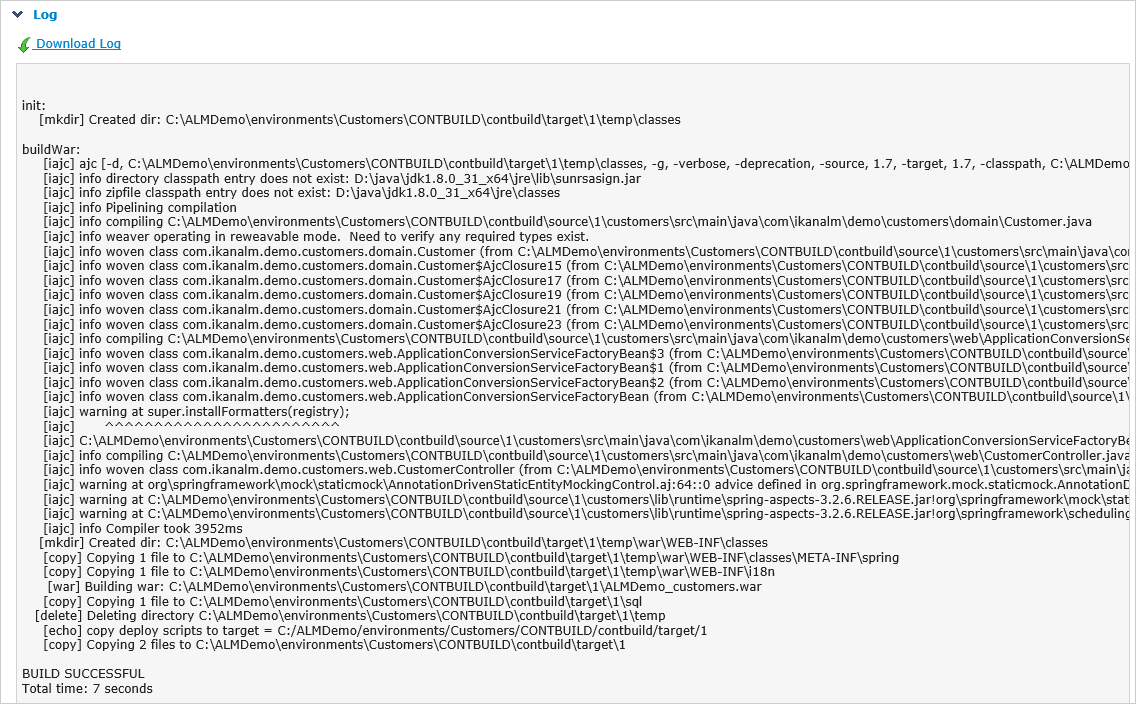 Log
Download Log
init:
[mkdir] Created dir: C:\ALMDemo\environments\Customers\CONTBUILD\contbuild\target\1\temp\classes
buildWar:
[iajc] ajc [-d, C:\ALMDemo\environments\Customers\CONTBUILD\contbuild\target\1\temp\classes, -g, -verbose, -deprecation, -source, 1.7, -target, 1.7, -classpath, C:\ALMDemo
[iajc] info directory classpath entry does not exist: D:\java\jdk1.8.0_31_x64\jre\lib\sunrsasign.jar
[iajc] info zipfile classpath entry does not exist: D:\java\jdk1.8.0_31_x64\jre\classes
[iajc] info Pipelining compilation
[iajc] info compiling C:\ALMDemo\environments\Customers\CONTBUILD\contbuild\source\1\customers\src\main\java\com\ikanalm\demo\customers\domain\Customer.java
[iajc] info weaver operating in reweavable mode.  Need to verify any required types exist.
[iajc] info woven class com.ikanalm.demo.customers.domain.Customer (from C:\ALMDemo\environments\Customers\CONTBUILD\contbuild\source\1\customers\src\main\java\co
[iajc] info woven class com.ikanalm.demo.customers.domain.Customer$AjcClosure15 (from C:\ALMDemo\environments\Customers\CONTBUILD\contbuild\source\1\customers\src
[iajc] info woven class com.ikanalm.demo.customers.domain.Customer$AjcClosure17 (from C:\ALMDemo\environments\Customers\CONTBUILD\contbuild\source\1\customers\src
[iajc] info woven class com.ikanalm.demo.customers.domain.Customer$AjcClosure19 (from C:\ALMDemo\environments\Customers\CONTBUILD\contbuild\source\1\customers\src
[iajc] info woven class com.ikanalm.demo.customers.domain.Customer$AjcClosure21 (from C:\ALMDemo\environments\Customers\CONTBUILD\contbuild\source\1\customers\src
[iajc] info woven class com.ikanalm.demo.customers.domain.Customer$AjcClosure23 (from C:\ALMDemo\environments\Customers\CONTBUILD\contbuild\source\1\customers\src
[iajc] info compiling C:\ALMDemo\environments\Customers\CONTBUILD\contbuild\source\1\customers\src\main\java\com\ikanalm\demo\customers\web\ApplicationConversionSe
[iajc] info woven class com.ikanalm.demo.customers.web.ApplicationConversionServiceFactoryBean$3 (from C:\ALMDemo\environments\Customers\CONTBUILD\contbuild\source\
[iajc] info woven class com.ikanalm.demo.customers.web.ApplicationConversionServiceFactoryBean$1 (from C:\ALMDemo\environments\Customers\CONTBUILD\contbuild\source\
[iajc] info woven class com.ikanalm.demo.customers.web.ApplicationConversionServiceFactoryBean$2 (from C:\ALMDemo\environments\Customers\CONTBUILD\contbuild\source\
[iajc] info woven class com.ikanalm.demo.customers.web.ApplicationConversionServiceFactoryBean (from C:\ALMDemo\environments\Customers\CONTBUILD\contbuild\source\1\
[iajc] warning at super.installFormatters(registry);
[iajc] ^^^^^^^^^^^^^^^^^^^^^^^^
[iajc] C:\ALMDemo\environments\Customers\CONTBUILD\contbuild\source\1\customers\src\main\java\com\ikanalm\demo\customers\web\ApplicationConversionServiceFactoryBe
[iajc] info compiling C:\ALMDemo\environments\Customers\CONTBUILD\contbuild\source\1\customers\src\main\java\com\ikanalm\demo\customers\web\CustomerController.java
[iajc] info woven class com.ikanalm.demo.customers.web.CustomerController (from C:\ALMDemo\environments\Customers\CONTBUILD\contbuild\source\1\customers\src\main\ja
[iajc] warning at org\springframework\mock\staticmock\AnnotationDrivenStaticEntityMockingControl.aj:64::0 advice defined in org.springframework.mock.staticmock.AnnotationD
[iajc] warning at C:\ALMDemo\environments\Customers\CONTBUILD\contbuild\source\1\customers\lib\runtime\spring-aspects-3.2.6.RELEASE.jar!org\springframework\mock\stat
[iajc] warning at C:\ALMDemo\environments\Customers\CONTBUILD\contbuild\source\1\customers\lib\runtime\spring-aspects-3.2.6.RELEASE.jar!org\springframework\scheduling
[iajc] info Compiler took 3952ms
[mkdir] Created dir: C:\ALMDemo\environments\Customers\CONTBUILD\contbuild\target\1\temp\war\WEB-INF\classes
[copy] Copying 1 file to C:\ALMDemo\environments\Customers\CONTBUILD\contbuild\target\1\temp\war\WEB-INF\classes\META-INF\spring
[copy] Copying 1 file to C:\ALMDemo\environments\Customers\CONTBUILD\contbuild\target\1\temp\war\WEB-INF\i18n
[war] Building war: C:\ALMDemo\environments\Customers\CONTBUILD\contbuild\target\1\ALMDemo_customers.war
[copy] Copying 1 file to C:\ALMDemo\environments\Customers\CONTBUILD\contbuild\target\1\sql
[delete] Deleting directory C:\ALMDemo\environments\Customers\CONTBUILD\contbuild\target\1\temp
[echo] copy deploy scripts to target = C:/ALMDemo/environments/Customers/CONTBUILD/contbuild/target/1
[copy] Copying 2 files to C:\ALMDemo\environments\Customers\CONTBUILD\contbuild\target\1
BUILD SUCCESSFUL
Total time: 7 seconds